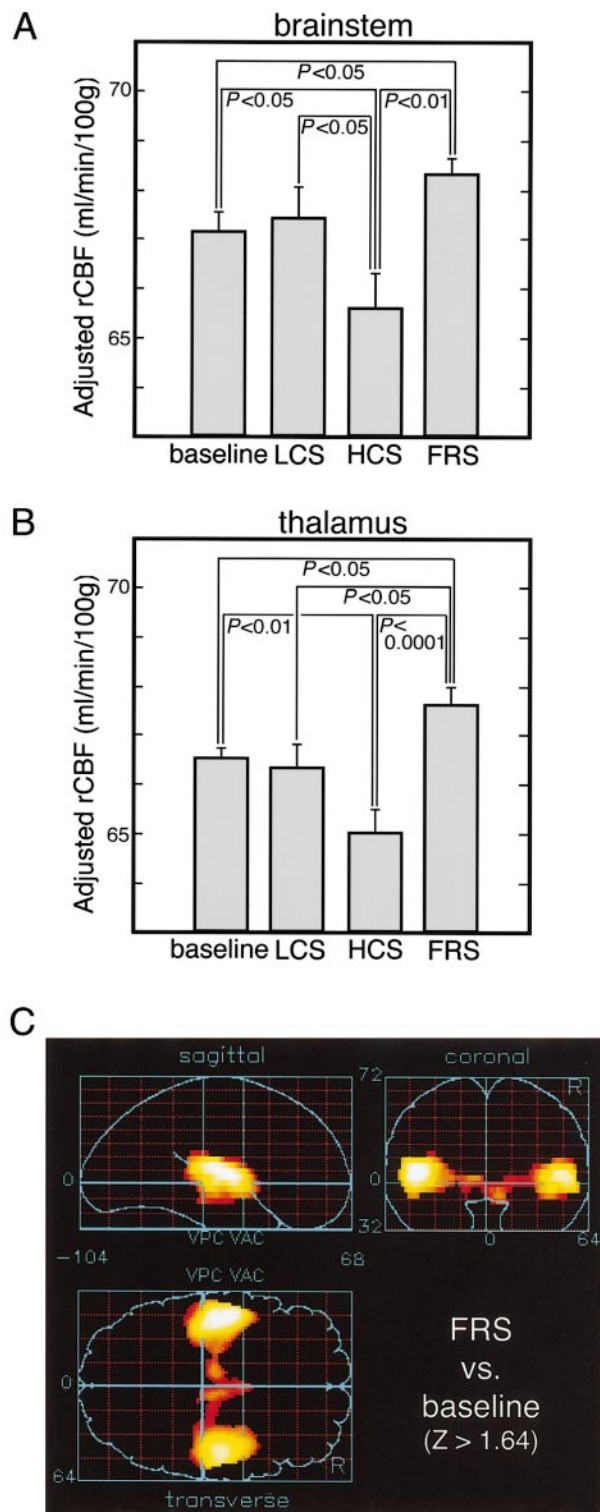 A
brainstem
Adjusted rCBF (ml/min/100g)
70
65
P<0.05
P<0.05
P<0.01
P<0.05
baseline LCS HCS FRS
B
thalamus
Adjusted rCBF (ml/min/100g)
70
65
P<0.05
P<0.05
P<0.01
P<
0.0001
baseline LCS HCS FRS
C
sagittal
coronal
72
R
0
0
32
VPC VAC
-104
68
0
64
VPC VAC
0
64
R
transverse
FRS
vs.
baseline
(Z > 1.64)